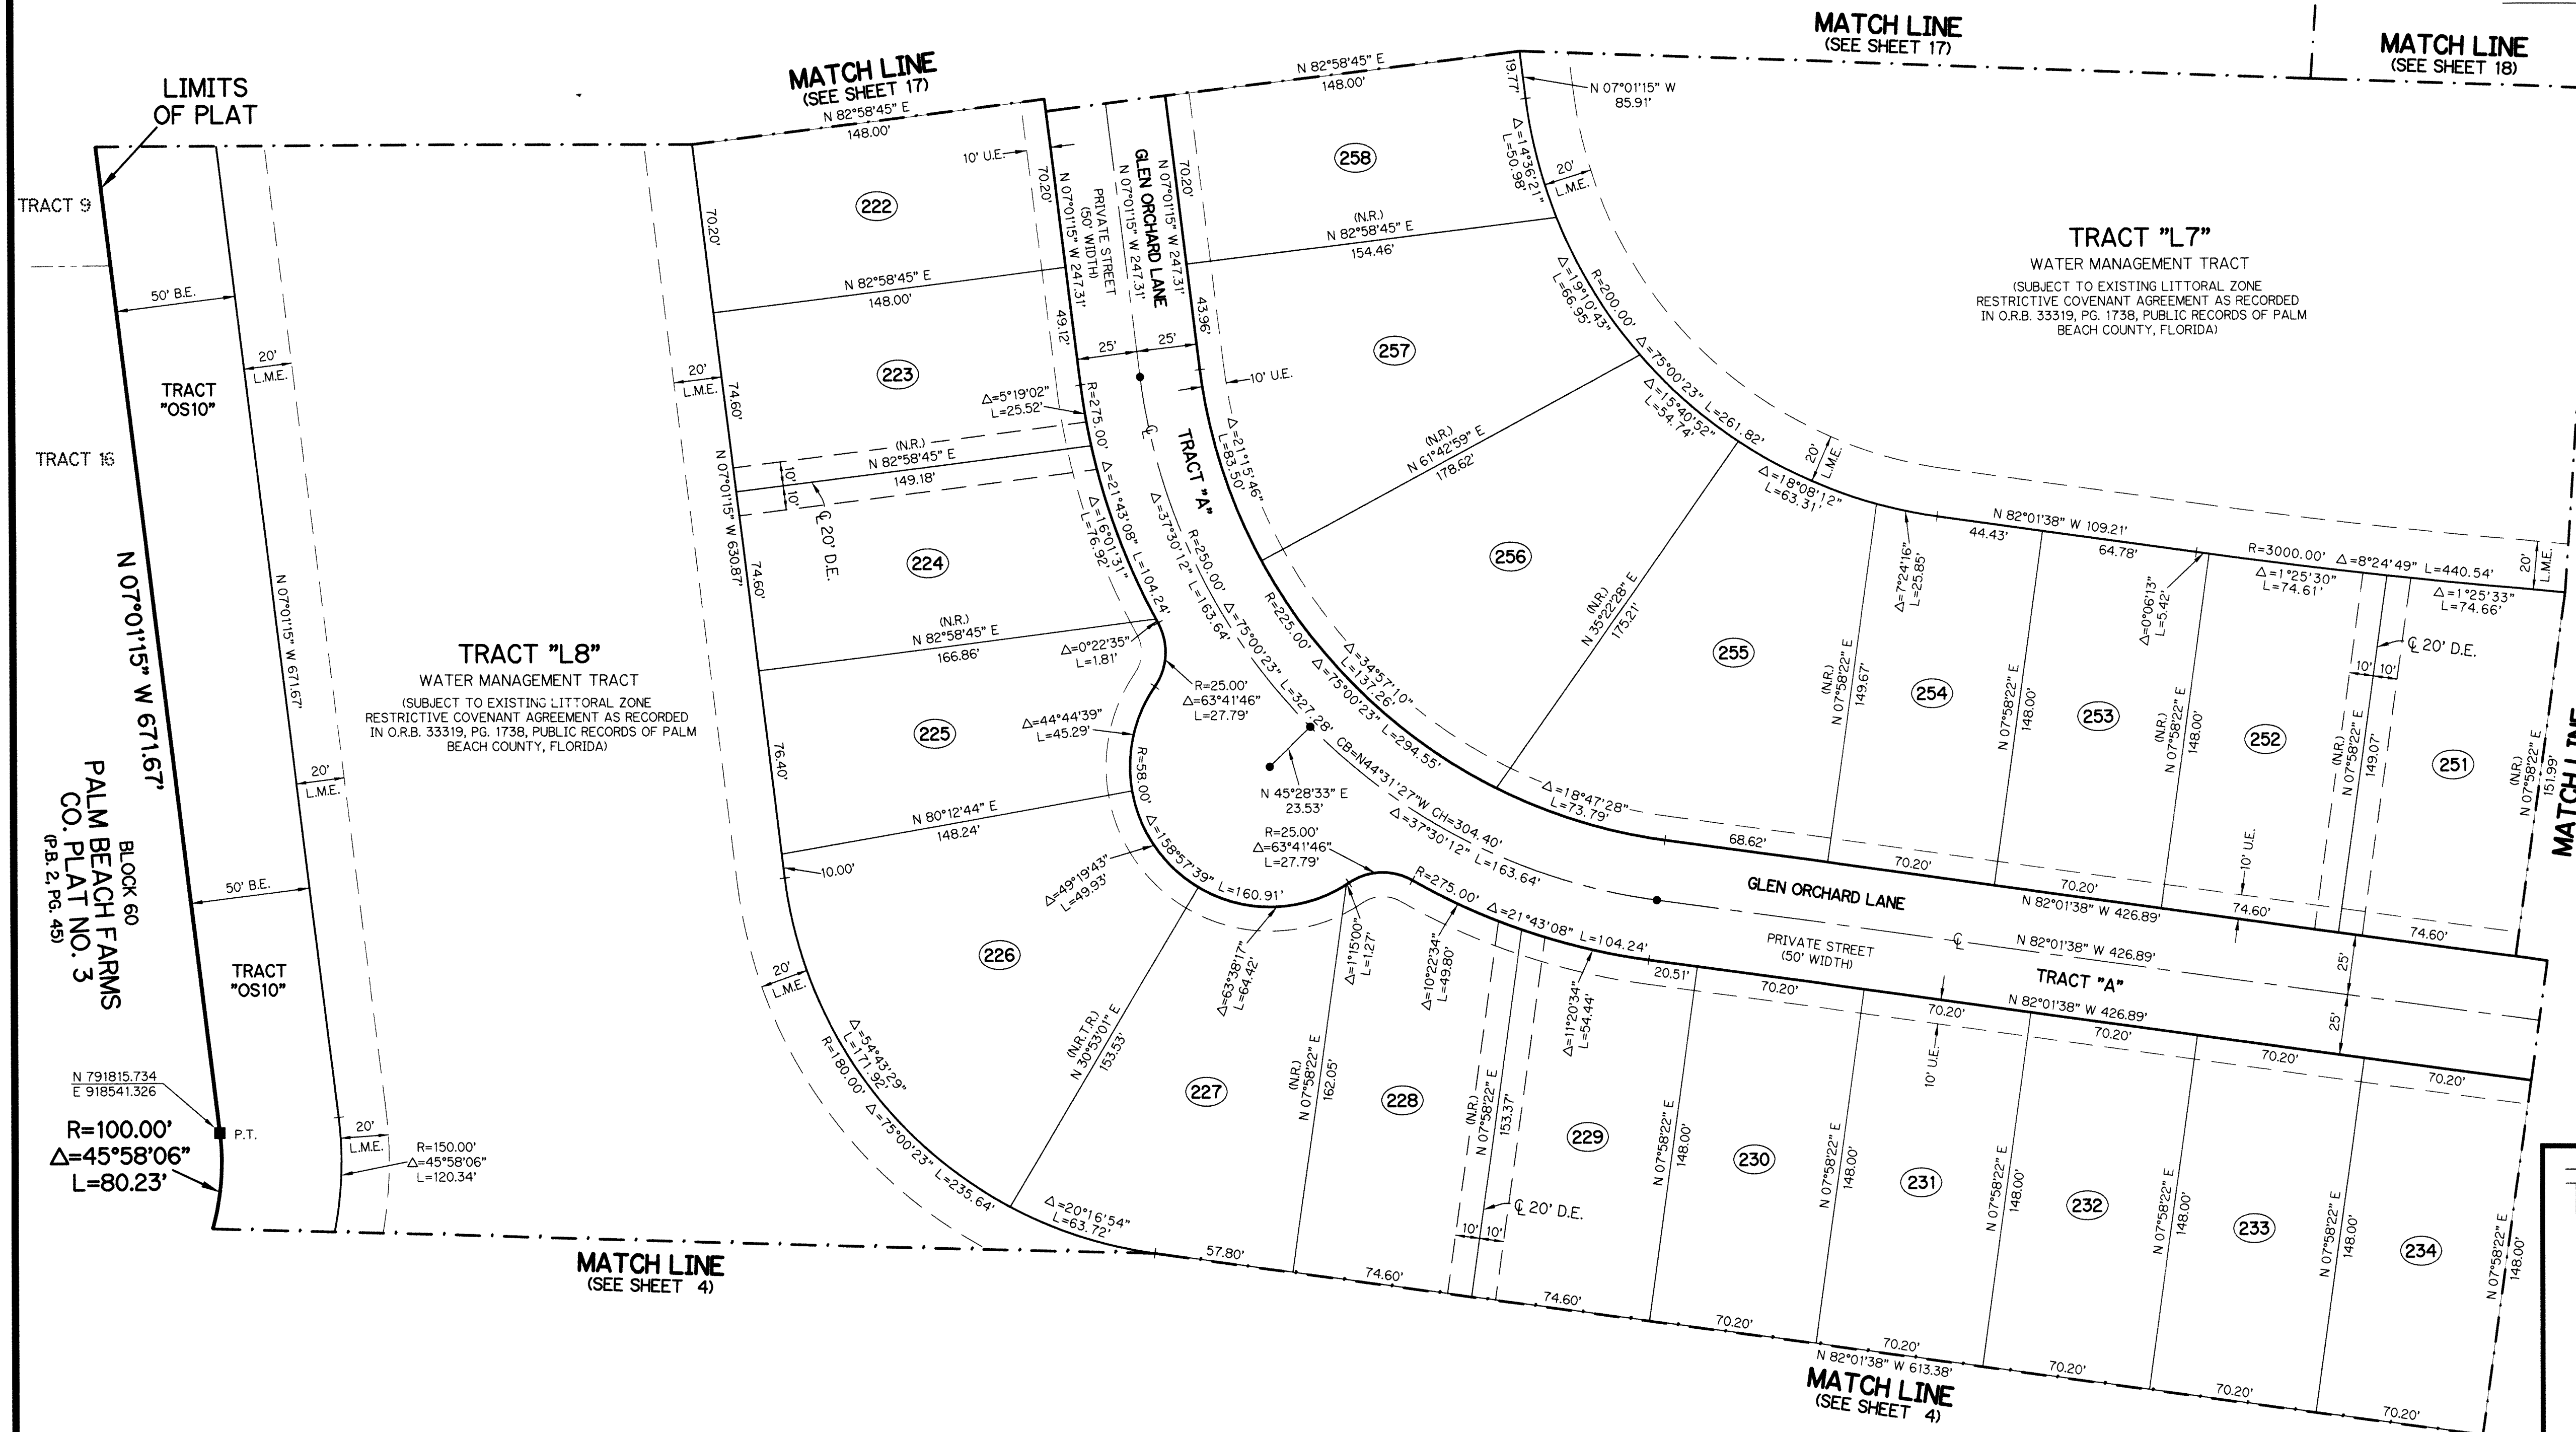 MATCH LINE
(SEE SHEET 17)
N 82°58'45" E
148.00'
MATCH LINE
(SEE SHEET 17)
MATCH LINE
(SEE SHEET 18)
N 82°58'45" E
148.00'
LIMITS
OF PLAT
TRACT 9
TRACT 16
50' B.E.
TRACT
"OS10"
20'
L.M.E.
N 07°01'15" W 671.67'
N 07°01'15" W 671.67'
BLOCK 60
PALM BEACH FARMS
CO. PLAT NO. 3
(P.B. 2, PG. 45)
20'
L.M.E.
50' B.E.
TRACT
"OS10"
N 791815.734
E 918541.326
P.T.
R=100.00'
Δ=45°58'06"
L=80.23'
20'
L.M.E.
R=150.00'
Δ=45°58'06"
L=120.34'
TRACT "L8"
WATER MANAGEMENT TRACT
(SUBJECT TO EXISTING LITTORAL ZONE
RESTRICTIVE COVENANT AGREEMENT AS RECORDED
IN O.R.B. 33319, PG. 1738, PUBLIC RECORDS OF PALM
BEACH COUNTY, FLORIDA)
MATCH LINE
(SEE SHEET 4)
10' U.E.
222
70.20'
70.20'
N 07°01'15" W 247.31'
N 82°58'45" E
148.00'
49.12'
223
20'
L.M.E.
74.60'
Δ=5°19'02"
L=25.52'
R=275.00'
Δ=21°43'08" L=104.24'
(N.R.)
N 82°58'45" E
149.18'
10'
10'
℄ 20' D.E.
N 07°01'15" W 630.87'
Δ=16°01'31"
L=76.92'
224
74.60'
(N.R.)
N 82°58'45" E
166.86'
Δ=0°22'35"
L=1.81'
R=25.00'
Δ=63°41'46"
L=27.79'
225
76.40'
Δ=44°44'39"
L=45.29'
R=58.00'
Δ=158°57'39" L=160.91'
N 80°12'44" E
148.24'
10.00'
Δ=49°19'43"
L=49.93'
226
20'
L.M.E.
Δ=54°43'29"
L=171.92'
R=180.00'
Δ=75°00'23" L=235.64'
(N.R.T.R.)
N 30°53'01" E
153.53'
Δ=20°16'54"
L=63.72'
Δ=63°38'17"
L=64.42'
227
57.80'
PRIVATE STREET
(50' WIDTH)
N 07°01'15" W 247.31'
GLEN ORCHARD LANE
N 07°01'15" W 247.31'
70.20'
43.96'
25'
25'
10' U.E.
℄
TRACT "A"
Δ=37°30'12" L=163.64'
R=250.00' Δ=75°00'23" L=327.28' CB=N44°31'27"W CH=304.40'
Δ=37°30'12" L=163.64'
N 45°28'33" E
23.53'
R=25.00'
Δ=63°41'46"
L=27.79'
Δ=21°15'46"
L=83.50'
R=225.00' Δ=75°00'23" L=294.55'
Δ=34°57'10"
L=137.26'
Δ=18°47'28"
L=73.79'
258
19.77'
N 07°01'15" W
85.91'
Δ=14°36'21"
L=50.98'
20'
L.M.E.
(N.R.)
N 82°58'45" E
154.46'
257
Δ=19°10'43"
L=66.95'
R=200.00' Δ=75°00'23" L=261.82'
(N.R.)
N 61°42'59" E
178.62'
Δ=15°40'52"
L=54.74'
256
(N.R.)
N 35°22'28" E
175.21'
Δ=18°08'12"
L=63.31'
20'
L.M.E.
TRACT "L7"
WATER MANAGEMENT TRACT
(SUBJECT TO EXISTING LITTORAL ZONE
RESTRICTIVE COVENANT AGREEMENT AS RECORDED
IN O.R.B. 33319, PG. 1738, PUBLIC RECORDS OF PALM
BEACH COUNTY, FLORIDA)
N 82°01'38" W 109.21'
44.43'
64.78'
R=3000.00' Δ=8°24'49" L=440.54'
20'
L.M.E.
Δ=7°24'16"
L=25.85'
Δ=0°06'13"
L=5.42'
Δ=1°25'30"
L=74.61'
Δ=1°25'33"
L=74.66'
255
(N.R.)
N 07°58'22" E
149.67'
254
N 07°58'22" E
148.00'
253
(N.R.)
N 07°58'22" E
148.00'
252
℄ 20' D.E.
10'
10'
(N.R.)
N 07°58'22" E
149.07'
251
(N.R.)
N 07°58'22" E
151.99'
MATCH LINE
10' U.E.
68.62'
70.20'
70.20'
N 82°01'38" W 426.89'
74.60'
74.60'
GLEN ORCHARD LANE
PRIVATE STREET
(50' WIDTH)
℄
N 82°01'38" W 426.89'
TRACT "A"
25'
25'
N 82°01'38" W 426.89'
R=275.00' Δ=21°43'08" L=104.24'
Δ=1°15'00"
L=1.27'
Δ=10°22'34"
L=49.80'
Δ=11°20'34"
L=54.44'
20.51'
70.20'
70.20'
70.20'
70.20'
70.20'
10' U.E.
(N.R.)
N 07°58'22" E
162.05'
228
(N.R.)
N 07°58'22" E
153.37'
10'
10'
℄ 20' D.E.
229
N 07°58'22" E
148.00'
230
N 07°58'22" E
148.00'
231
N 07°58'22" E
148.00'
232
N 07°58'22" E
148.00'
233
N 07°58'22" E
148.00'
234
N 07°58'22" E
148.00'
74.60'
74.60'
70.20'
70.20'
N 82°01'38" W 613.38'
70.20'
70.20'
70.20'
MATCH LINE
(SEE SHEET 4)